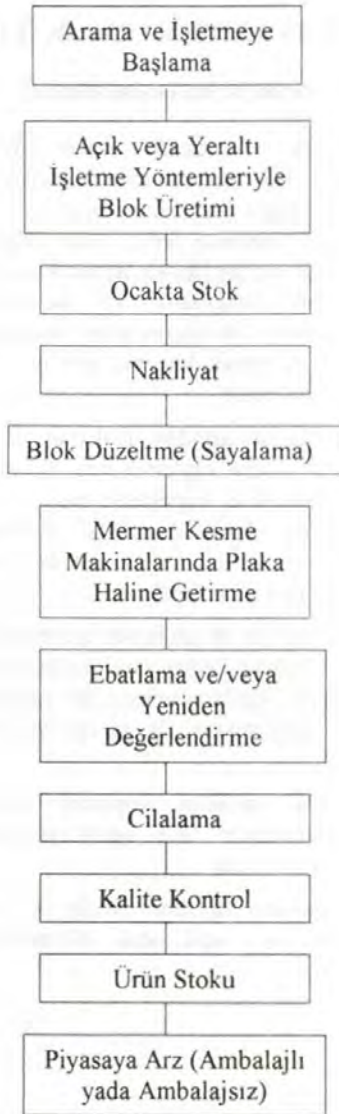 Arama ve İşletmeye
Başlama
Açık veya Yeraltı
İşletme Yöntemleriyle
Blok Üretimi
Ocakta Stok
Nakliyat
Blok Düzeltme (Sayalama)
Mermer Kesme
Makinalarında Plaka
Haline Getirme
Ebatlama ve/veya
Yeniden
Değerlendirme
Cilalama
Kalite Kontrol
Ürün Stoku
Piyasaya Arz (Ambalajlı
yada Ambalajsız)